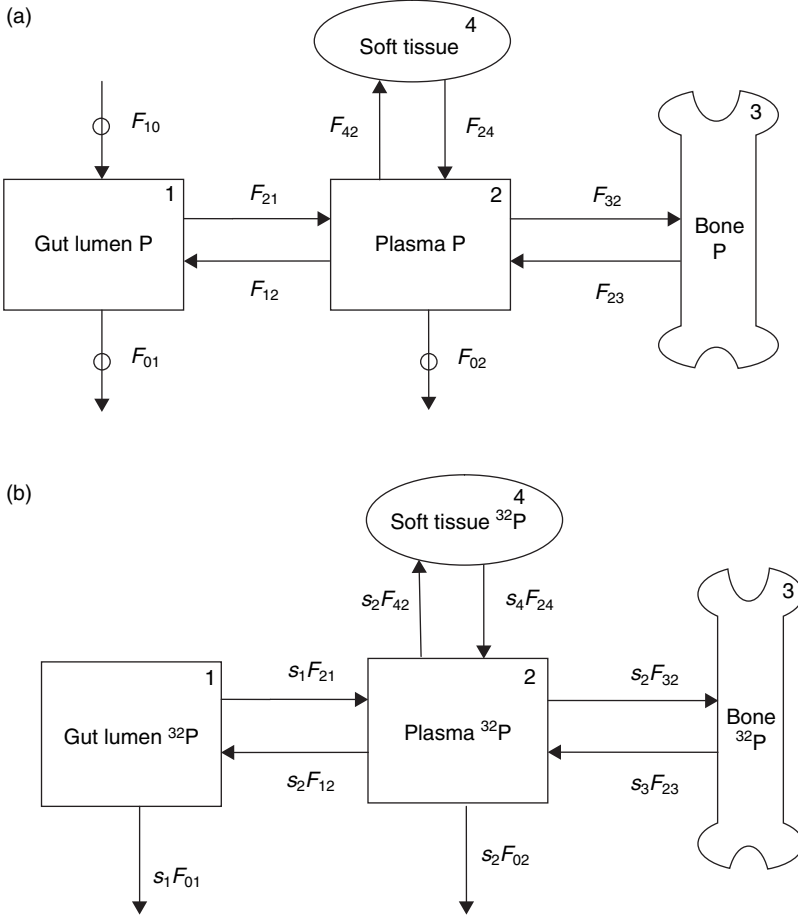 (a)
4
Soft tissue
F10
F42
F24
3
1
F21
2
F32
Gut lumen P
Plasma P
Bone
P
F12
F23
F01
F02
(b)
4
Soft tissue ³²P
s2F42
s4F24
3
1
s1F21
2
s2F32
Gut lumen ³²P
Plasma ³²P
Bone
³²P
s2F12
s3F23
s1F01
s2F02